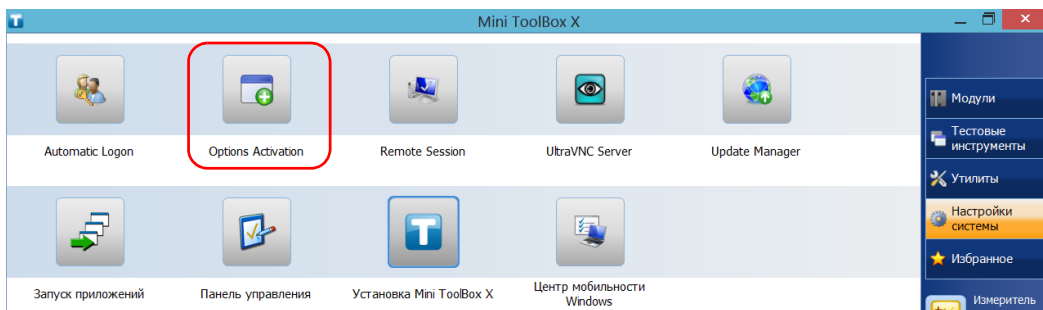 Mini ToolBox X
Automatic Logon
Options Activation
Remote Session
UltraVNC Server
Update Manager
Запуск приложений
Панель управления
Установка Mini ToolBox X
Центр мобильности
Windows
Модули
Тестовые
инструменты
Утилиты
Настройки
системы
Избранное
Измеритель